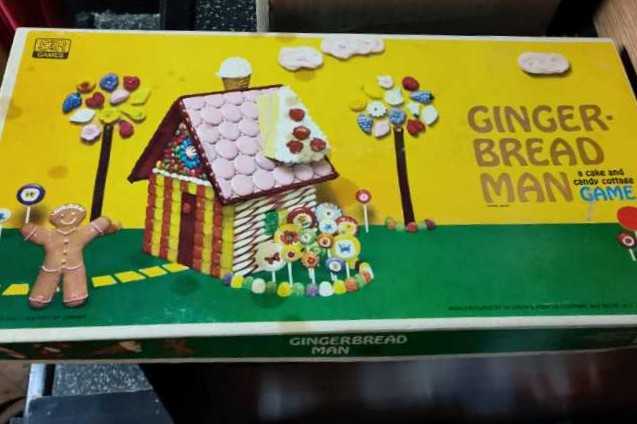 GAMES
GINGER-
BREAD
MAN
a cake and
candy cottage
GAME
GINGERBREAD
MAN